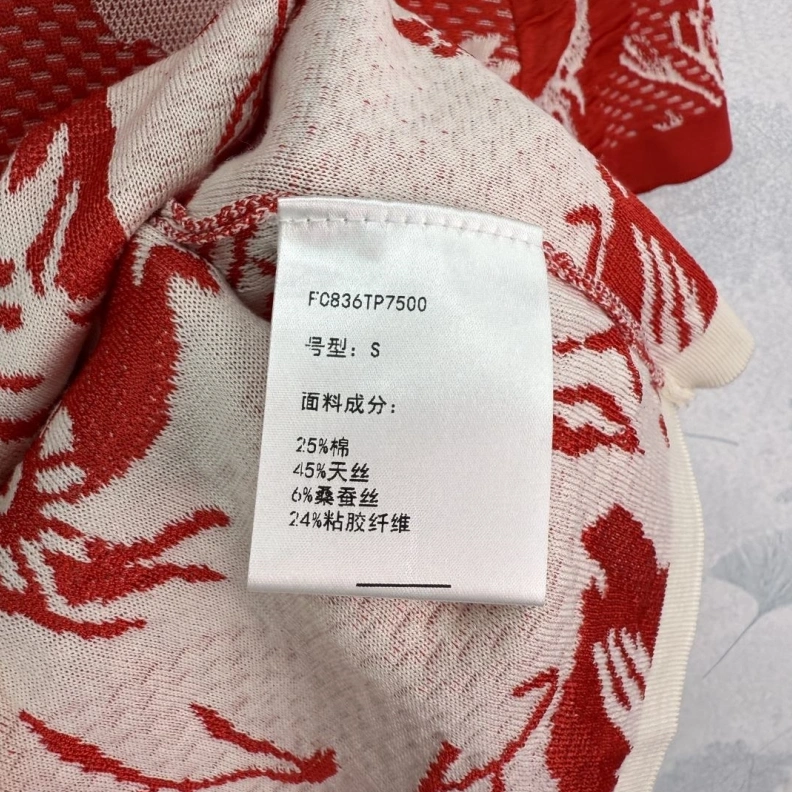 FC836TP7500
号型：S
面料成分：
25%棉
45%天丝
6%桑蚕丝
24%粘胶纤维